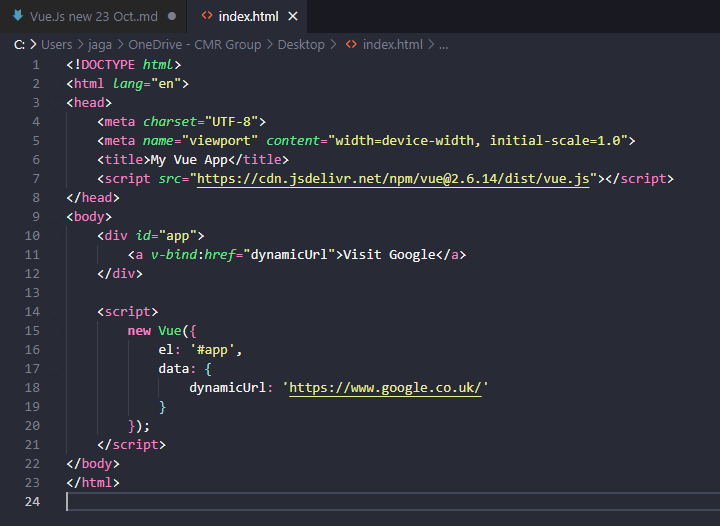 VueJs new 23 Oct..md ● index.html ×
C: > Users > jaga > OneDrive - CMR Group > Desktop > index.html > ...
1 <!DOCTYPE html>
2 <html lang="en">
3 <head>
4     <meta charset="UTF-8">
5     <meta name="viewport" content="width=device-width, initial-scale=1.0">
6     <title>My Vue App</title>
7     <script src="https://cdn.jsdelivr.net/npm/vue@2.6.14/dist/vue.js"></script>
8 </head>
9 <body>
10     <div id="app">
11         <a v-bind:href="dynamicUrl">Visit Google</a>
12     </div>
13
14     <script>
15         new Vue({
16             el: '#app',
17             data: {
18                 dynamicUrl: 'https://www.google.co.uk/'
19             }
20         });
21     </script>
22 </body>
23 </html>
24